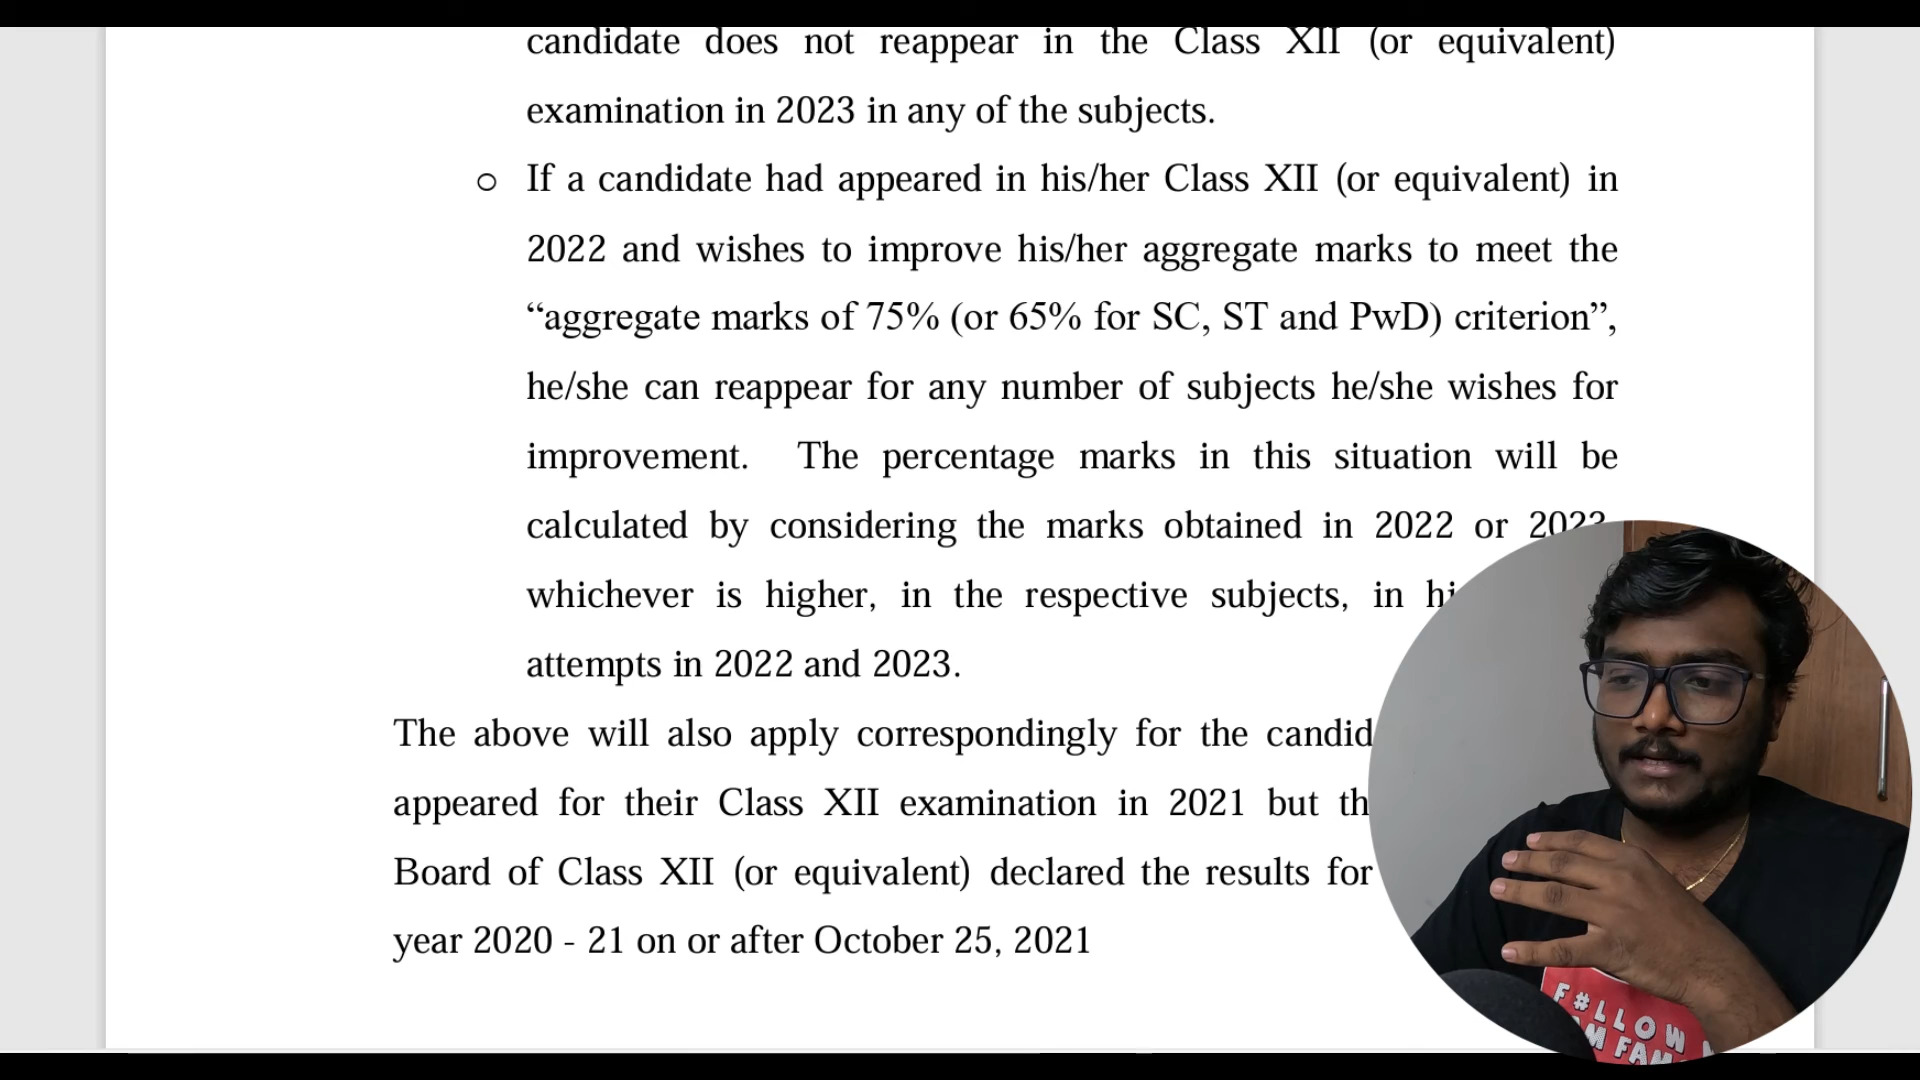 candidate does not reappear in the Class XII (or equivalent)
examination in 2023 in any of the subjects.
o If a candidate had appeared in his/her Class XII (or equivalent) in
2022 and wishes to improve his/her aggregate marks to meet the
“aggregate marks of 75% (or 65% for SC, ST and PwD) criterion”,
he/she can reappear for any number of subjects he/she wishes for
improvement. The percentage marks in this situation will be
calculated by considering the marks obtained in 2022 or
whichever is higher, in the respective subjects, in
attempts in 2022 and 2023.
The above will also apply correspondingly for the
appeared for their Class XII examination in 2021 but
Board of Class XII (or equivalent) declared the results for
year 2020 - 21 on or after October 25, 2021
F#LLOW